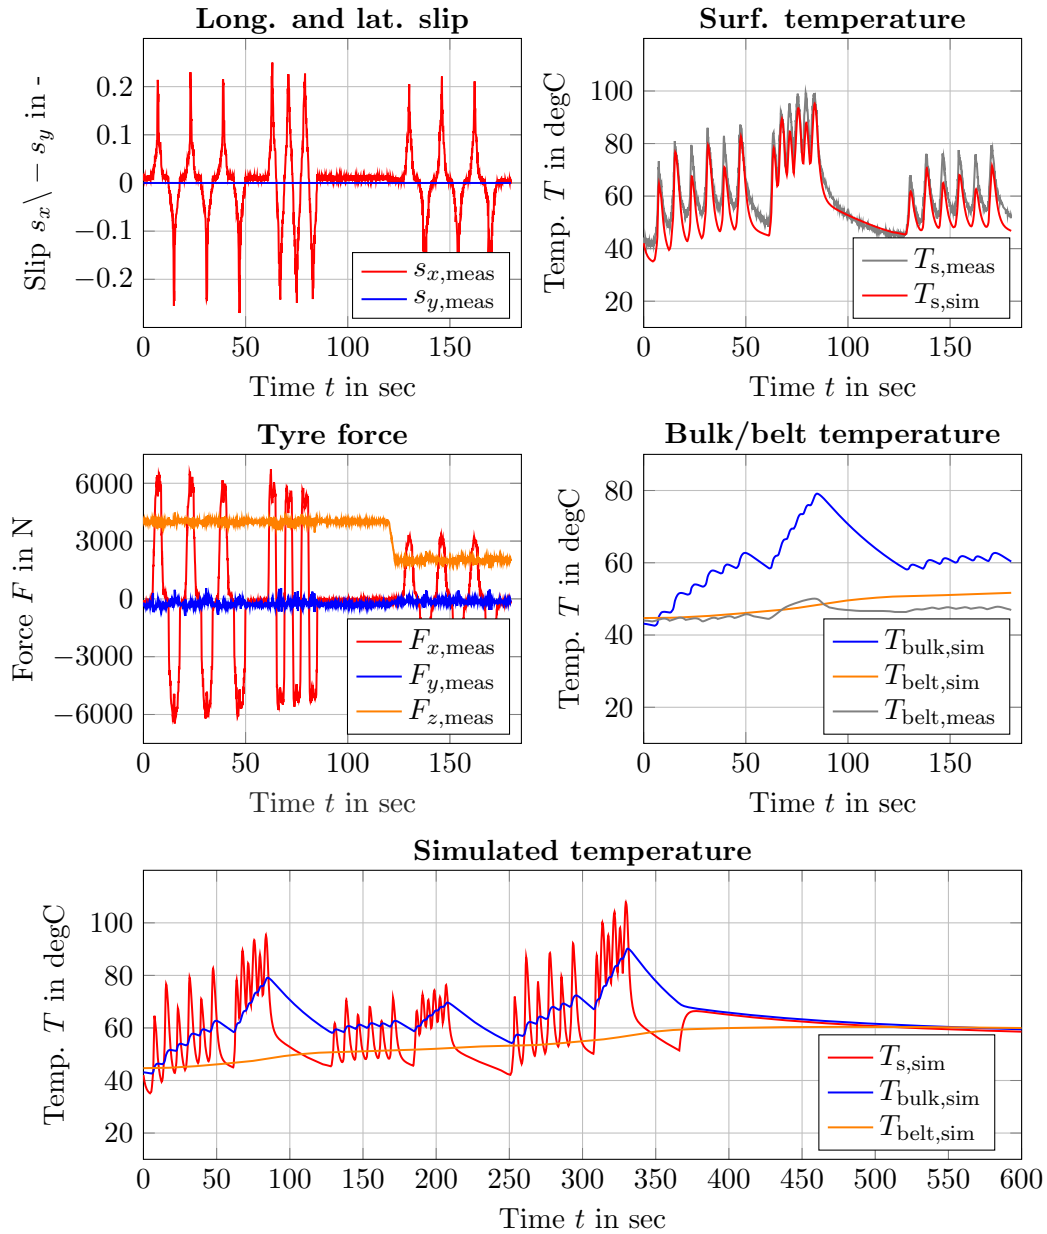 Long. and lat. slip
Slip s_x\ − s_y in -
0.2
0.1
0
−0.1
−0.2
s_x,meas
s_y,meas
0 50 100 150
Time t in sec
Surf. temperature
Temp. T in degC
100
80
60
40
20
T_s,meas
T_s,sim
0 50 100 150
Time t in sec
Tyre force
Force F in N
6000
3000
0
−3000
−6000
F_x,meas
F_y,meas
F_z,meas
0 50 100 150
Time t in sec
Bulk/belt temperature
Temp. T in degC
80
60
40
20
T_bulk,sim
T_belt,sim
T_belt,meas
0 50 100 150
Time t in sec
Simulated temperature
Temp. T in degC
100
80
60
40
20
T_s,sim
T_bulk,sim
T_belt,sim
0 50 100 150 200 250 300 350 400 450 500 550 600
Time t in sec